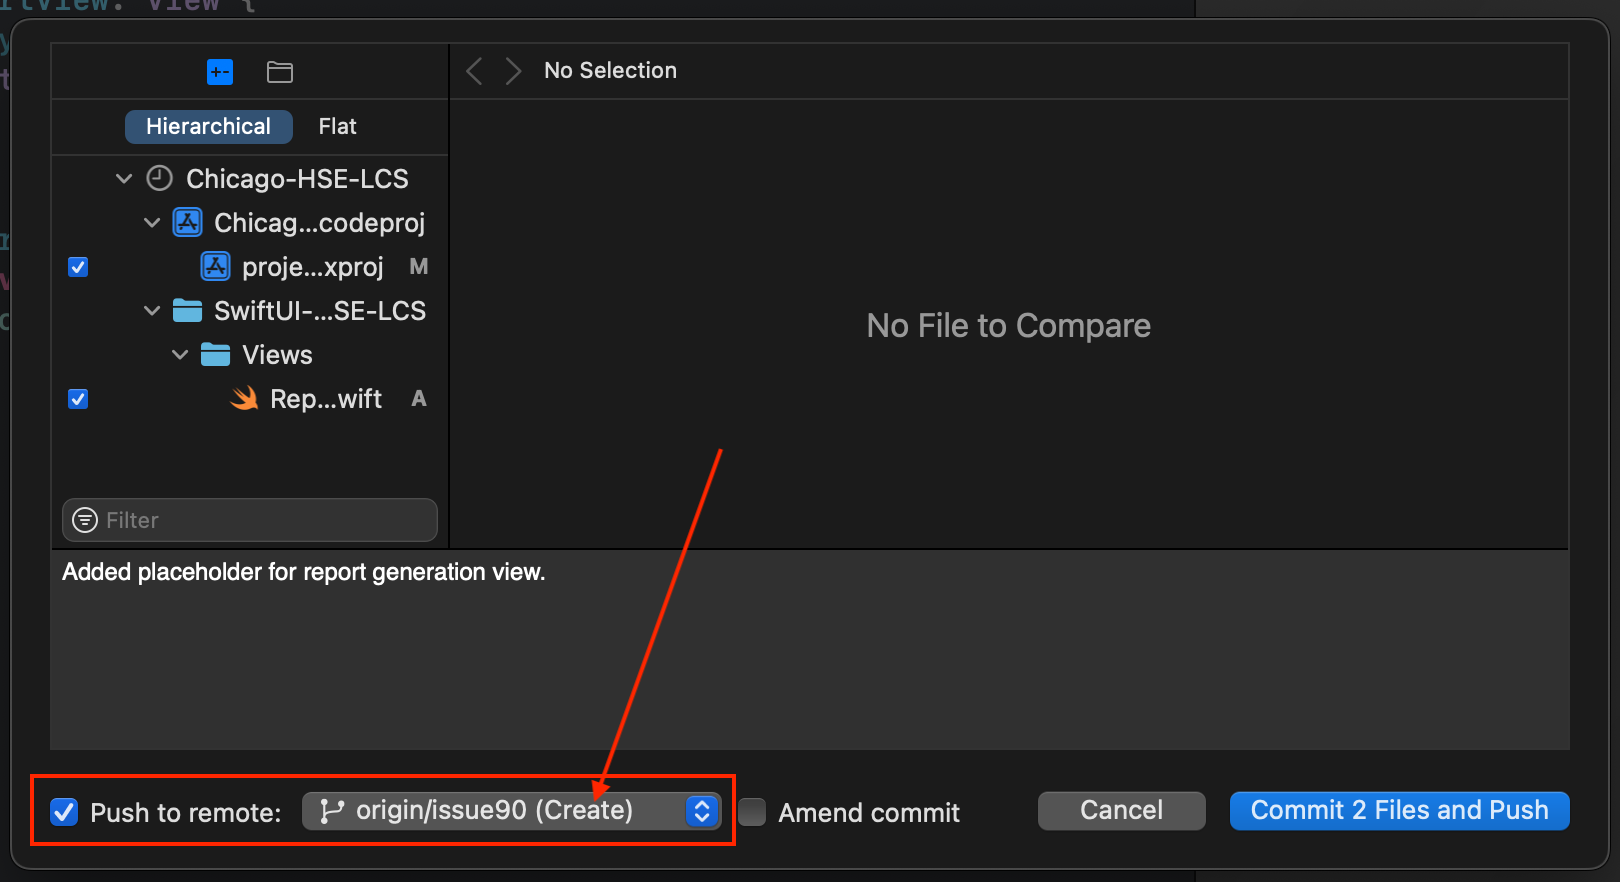 View {
No Selection
Hierarchical Flat
Chicago-HSE-LCS
Chicag...codeproj
proje...xproj M
SwiftUI-...SE-LCS
Views
Rep...wift A
No File to Compare
Filter
Added placeholder for report generation view.
Push to remote: origin/issue90 (Create) Amend commit Cancel Commit 2 Files and Push